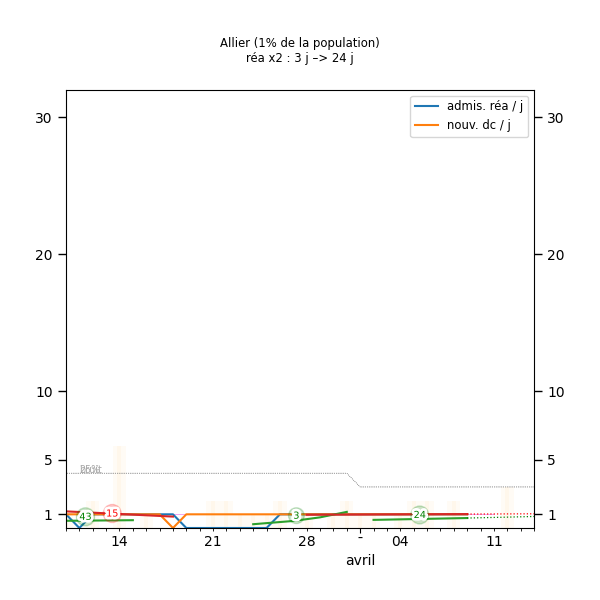 Allier (1% de la population)
réa x2 : 3 j –> 24 j
admis. réa / j
nouv. dc / j
30 30
20 20
10 10
5 5
1 43 15 3 24 1
14 21 28 - 04 11
avril